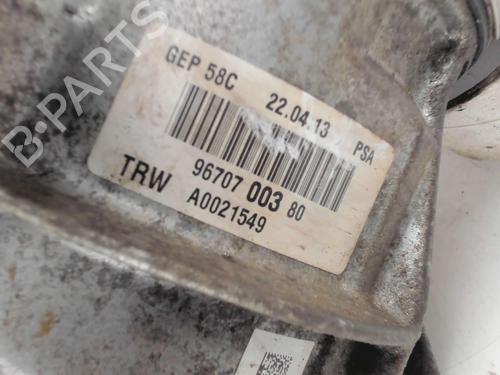 B-PARTS
GEP 58C 22.04.13 PSA
96707 003 80
TRW A0021549